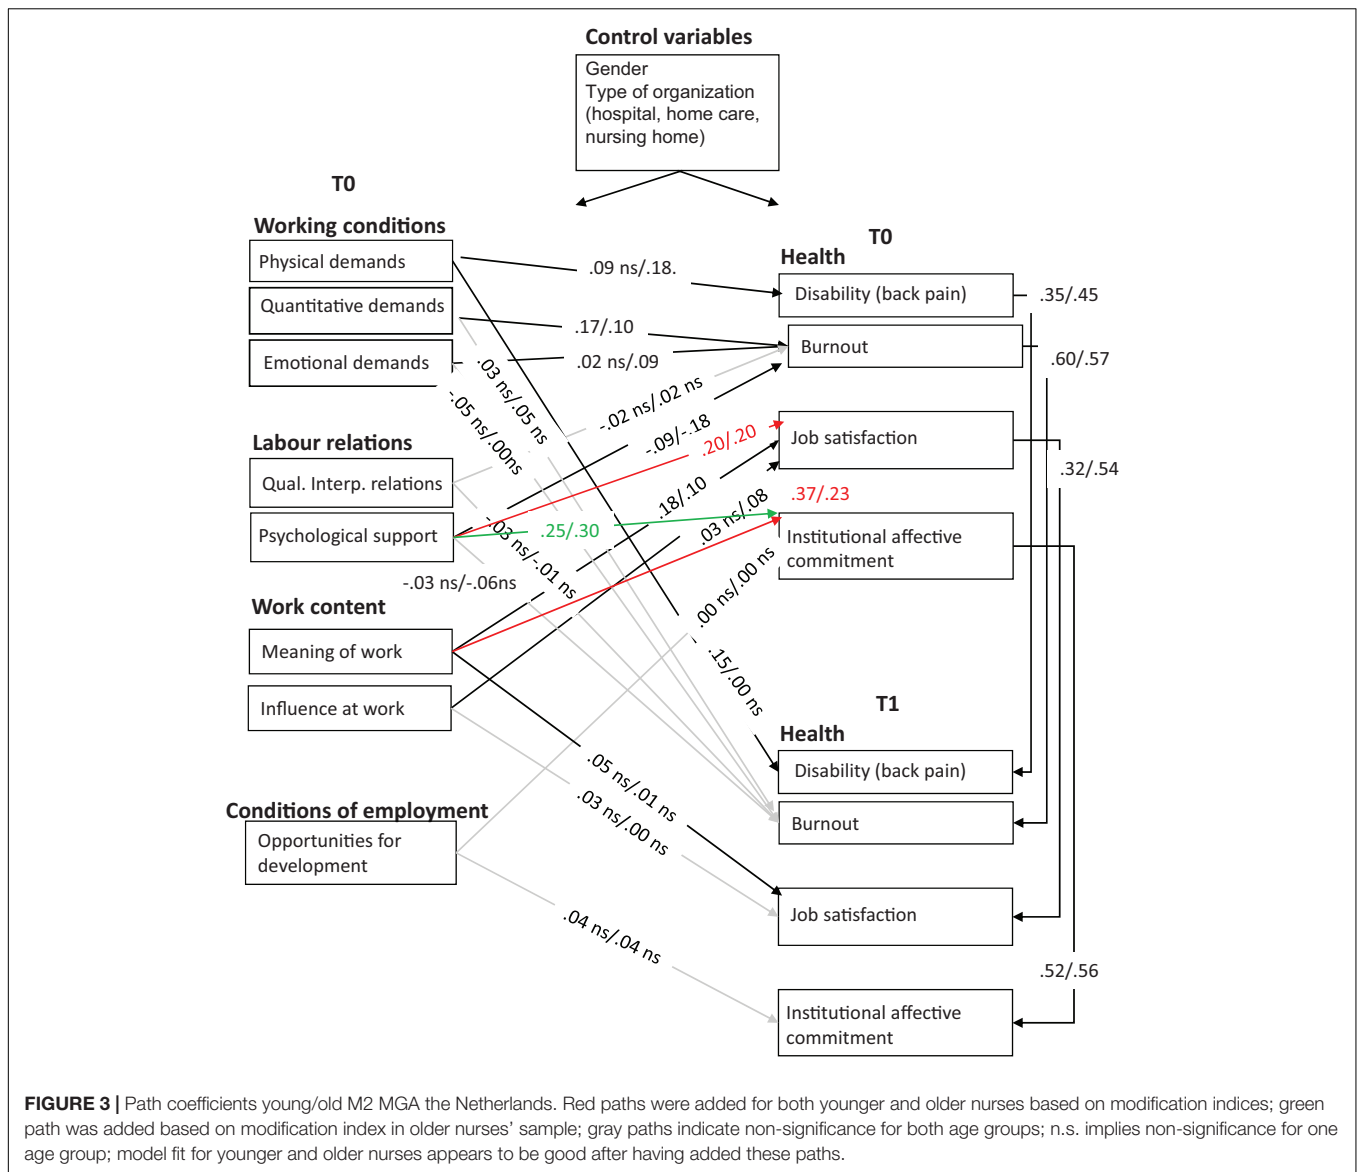 Control variables
Gender
Type of organization
(hospital, home care,
nursing home)
T0
Working conditions
Physical demands
Quantitative demands
Emotional demands
Labour relations
Qual. Interp. relations
Psychological support
Work content
Meaning of work
Influence at work
Conditions of employment
Opportunities for
development
.09 ns/.18.
.17/.10
.02 ns/.09
.03 ns/.05 ns
-.05 ns/.00ns
-.02 ns/.02 ns
-.09/-.18
.20/.20
.18/.10
.03 ns/.08
.37/.23
.25/.30
-.03 ns/-.01 ns
-.03 ns/-.06ns
.00 ns/.00 ns
.15/.00 ns
.05 ns/.01 ns
.03 ns/.00 ns
.04 ns/.04 ns
T0
Health
Disability (back pain)
Burnout
Job satisfaction
Institutional affective
commitment
.35/.45
.60/.57
.32/.54
.52/.56
T1
Health
Disability (back pain)
Burnout
Job satisfaction
Institutional affective
commitment
FIGURE 3 | Path coefficients young/old M2 MGA the Netherlands. Red paths were added for both younger and older nurses based on modification indices; green
path was added based on modification index in older nurses' sample; gray paths indicate non-significance for both age groups; n.s. implies non-significance for one
age group; model fit for younger and older nurses appears to be good after having added these paths.